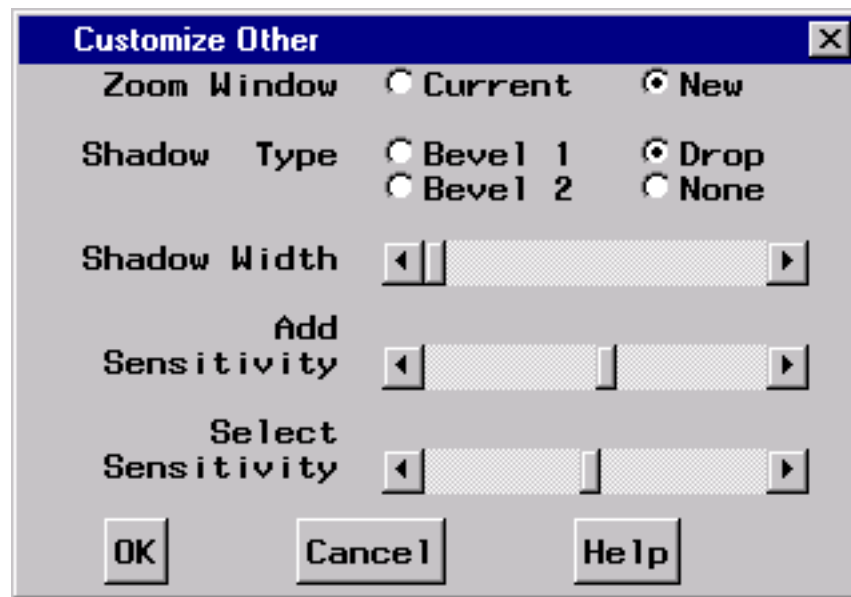 Customize Other
Zoom Window Current New
Shadow Type Bevel 1 Drop
Bevel 2 None
Shadow Width
Add
Sensitivity
Select
Sensitivity
OK Cancel Help